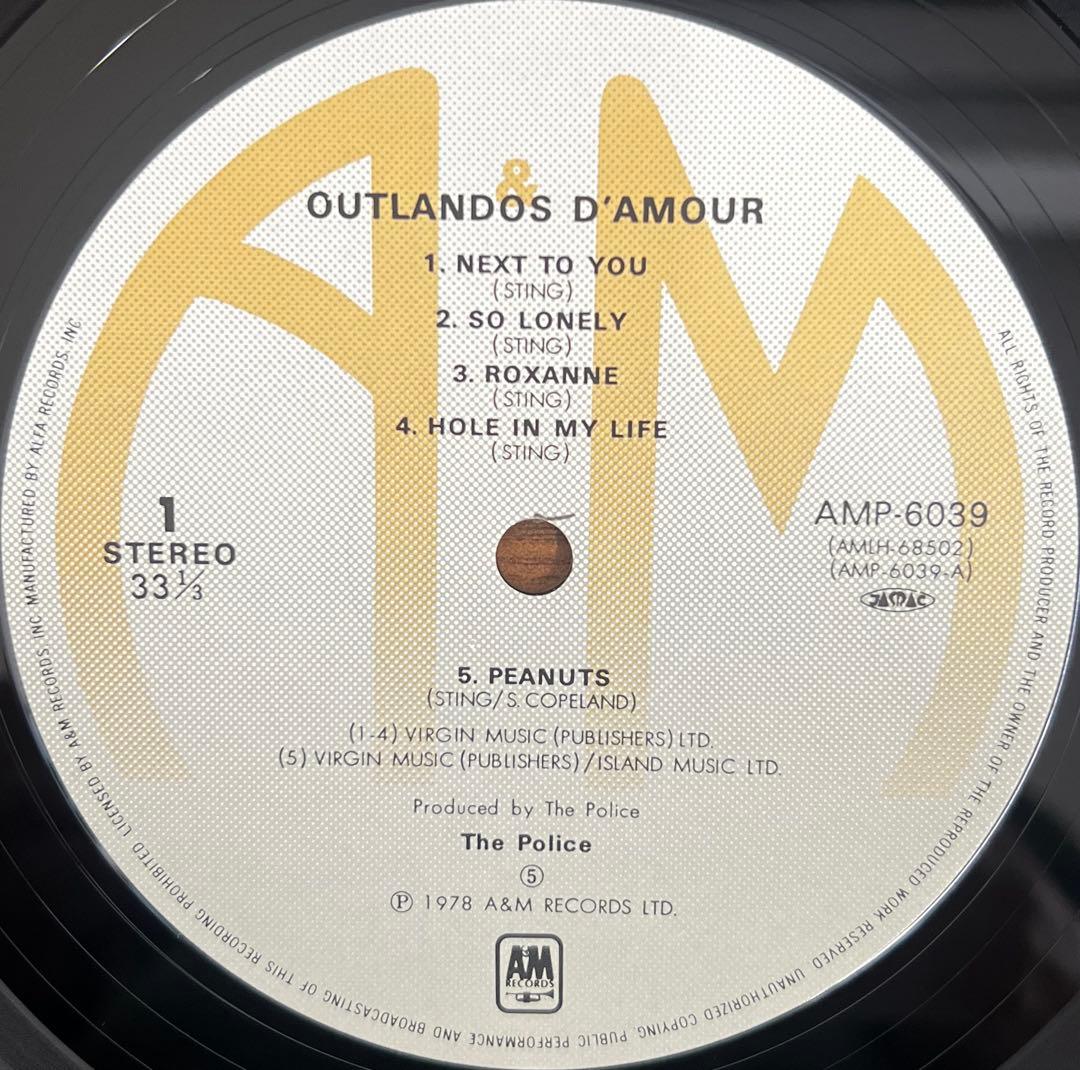 A&M
OUTLANDOS D'AMOUR
1. NEXT TO YOU
(STING)
2. SO LONELY
(STING)
3. ROXANNE
(STING)
4. HOLE IN MY LIFE
(STING)
1
STEREO
33 1/3
AMP-6039
(AMLH-68502)
(AMP-6039-A)
JASRAC
5. PEANUTS
(STING/S. COPELAND)
(1-4) VIRGIN MUSIC (PUBLISHERS) LTD.
(5) VIRGIN MUSIC (PUBLISHERS)/ISLAND MUSIC LTD.
Produced by The Police
The Police
⑤
℗ 1978 A&M RECORDS LTD.
A&M
RECORDS
ALL RIGHTS OF THE RECORD PRODUCER AND THE OWNER OF THE REPRODUCED WORK RESERVED UNAUTHORIZED COPYING PUBLIC PERFORMANCE AND BROADCASTING OF THIS RECORDING PROHIBITED LICENSED BY A&M RECORDS INC MANUFACTURED BY ALFA RECORDS. INC